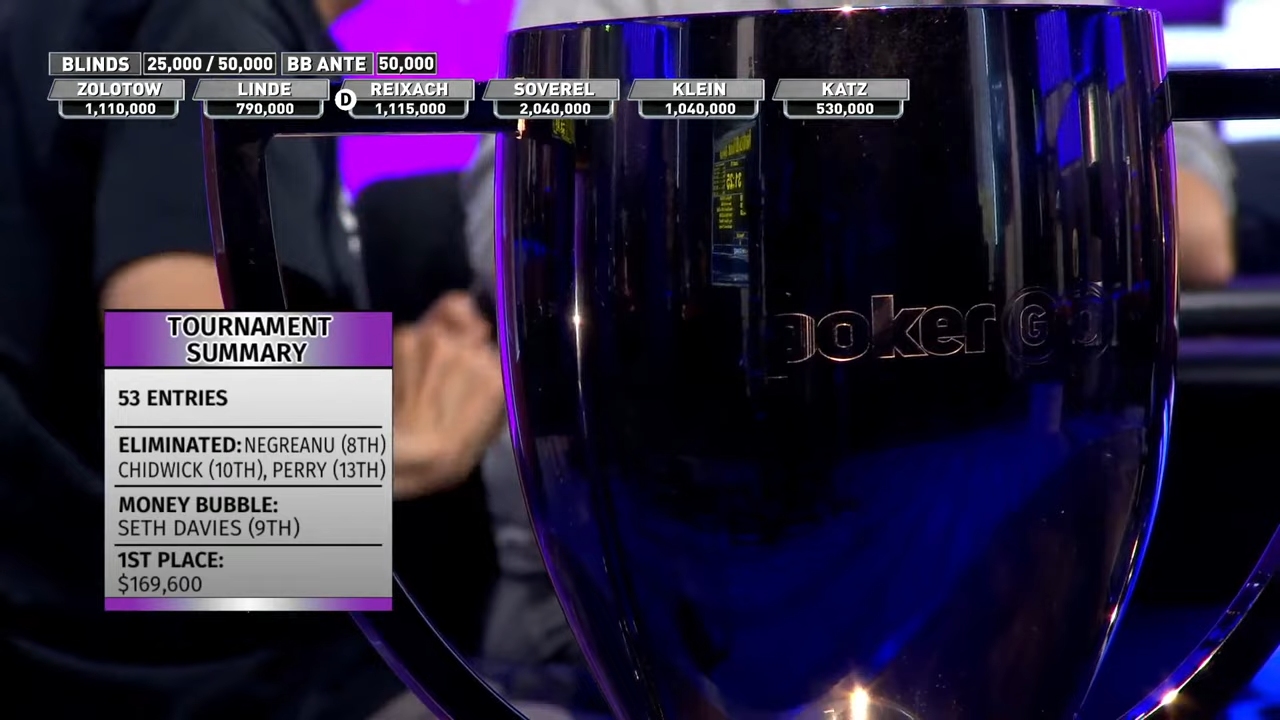 BLINDS 25,000 / 50,000 BB ANTE 50,000
ZOLOTOW LINDE D REIXACH SOVEREL KLEIN KATZ
1,110,000 790,000 1,115,000 2,040,000 1,040,000 530,000
pokerGO
TOURNAMENT
SUMMARY
53 ENTRIES
ELIMINATED: NEGREANU (8TH)
CHIDWICK (10TH), PERRY (13TH)
MONEY BUBBLE:
SETH DAVIES (9TH)
1ST PLACE:
$169,600